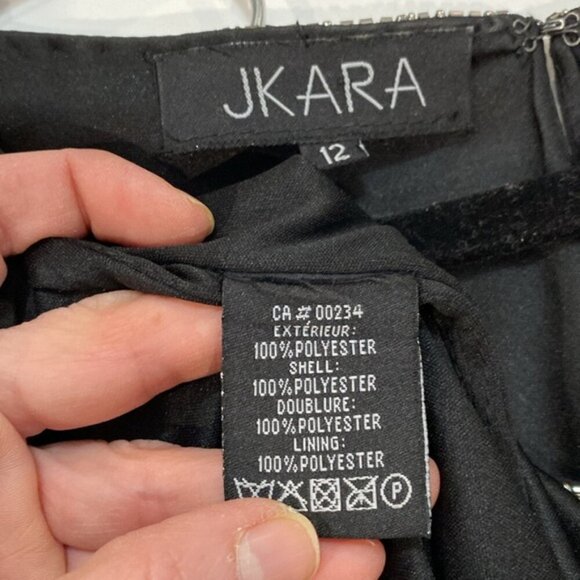 JKARA
12
CA # 00234
EXTÉRIEUR:
100%POLYESTER
SHELL:
100%POLYESTER
DOUBLURE:
100%POLYESTER
LINING:
100%POLYESTER
P